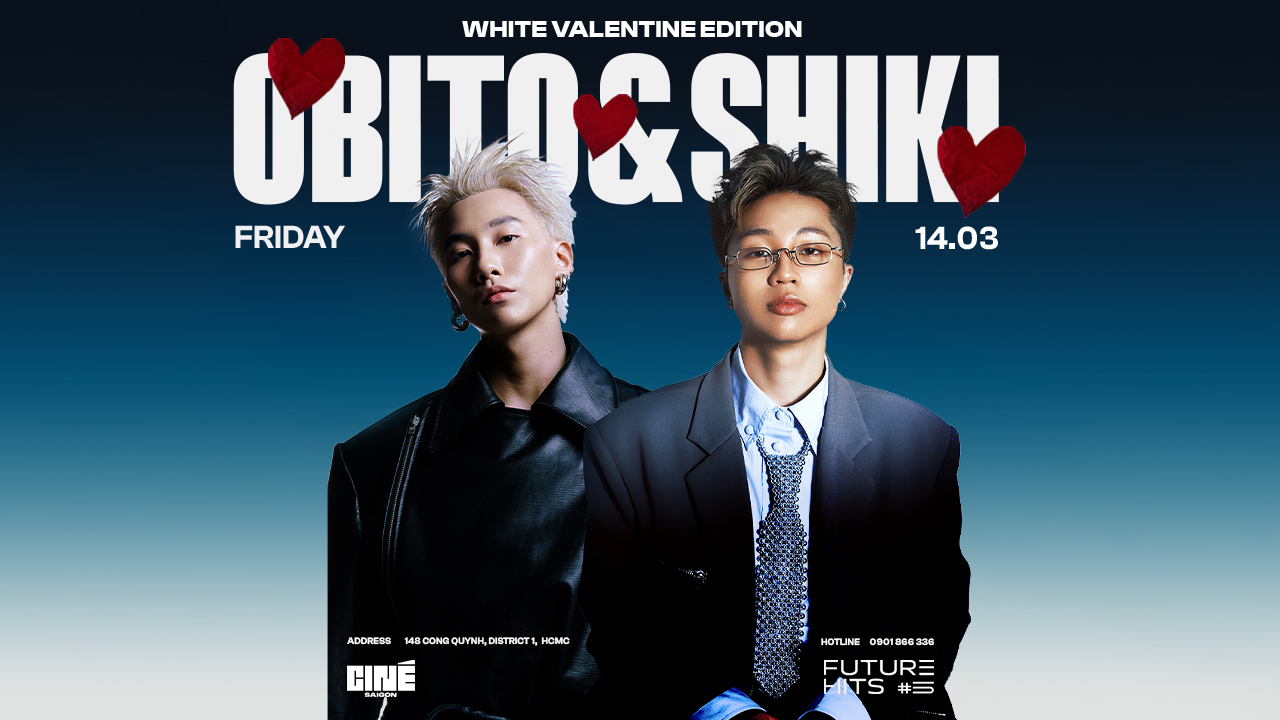 WHITE VALENTINE EDITION
OBITO & SHIKI
FRIDAY
14.03
ADDRESS 148 CONG QUYNH, DISTRICT 1, HCMC
HOTLINE 0901 866 336
CINÉ
SAIGON
FUTURE
HITS #5